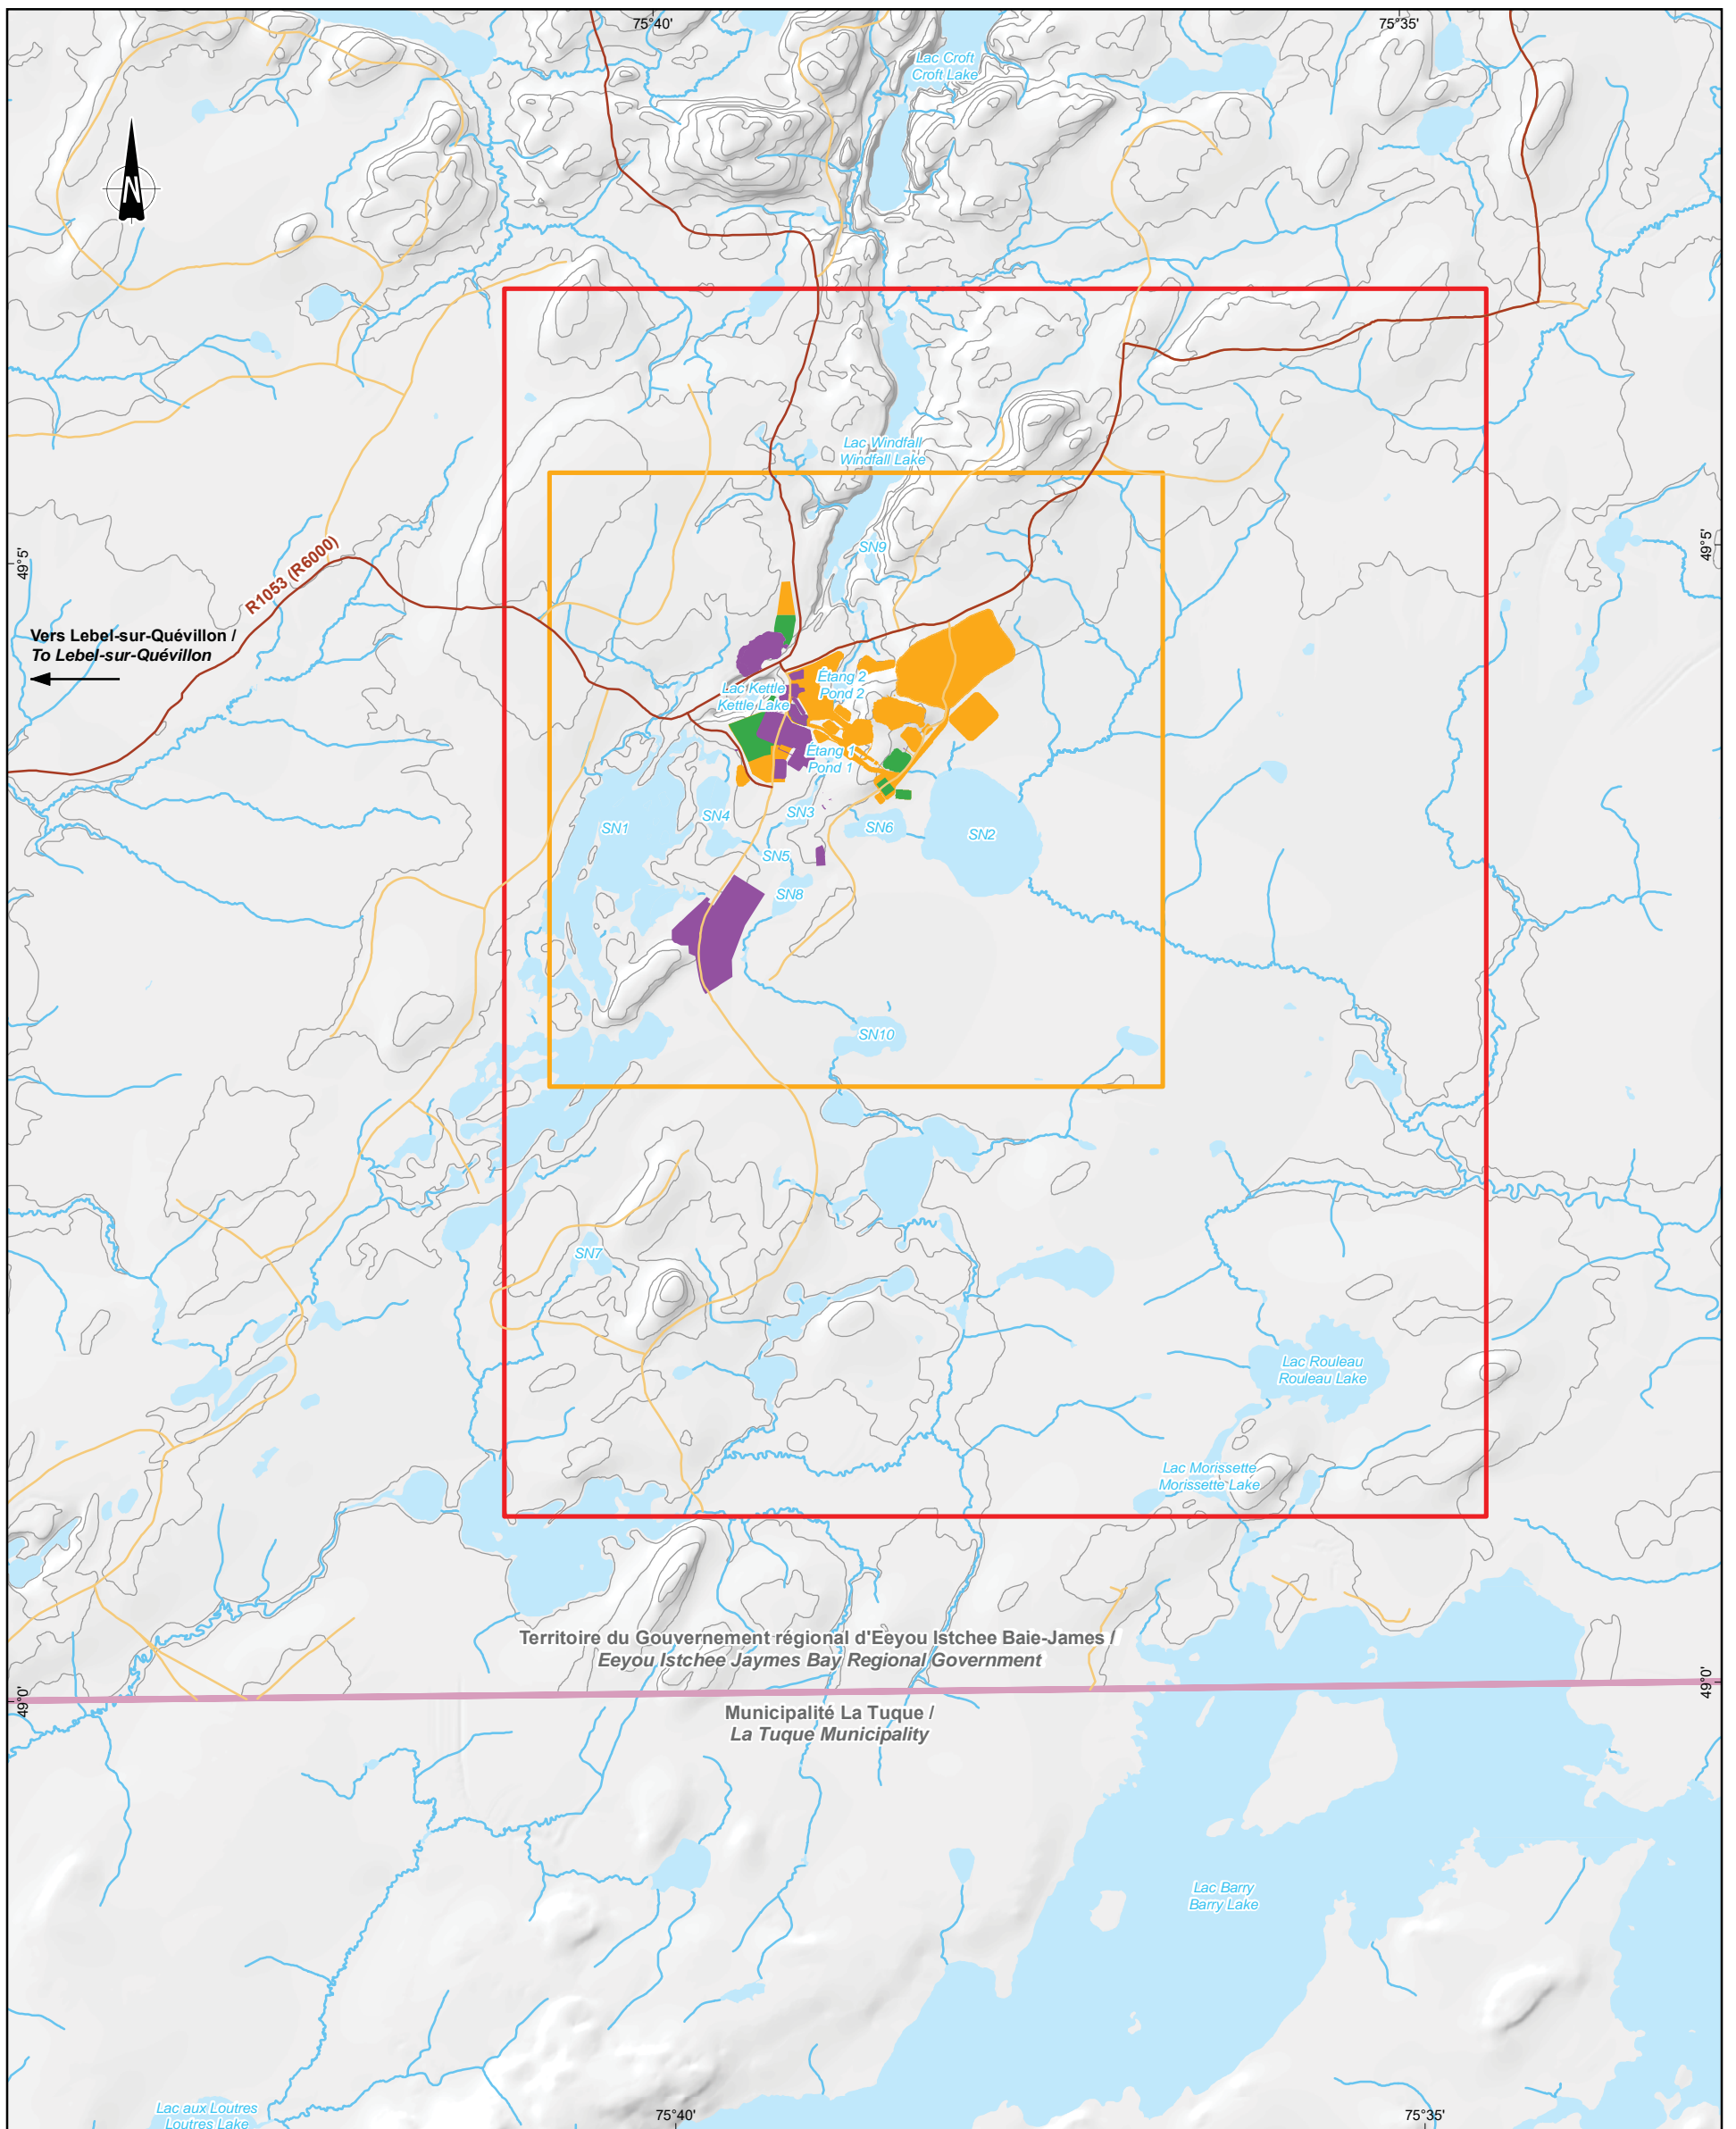 75°40'
75°35'
Lac Croft
Croft Lake
N
Lac Windfall
Windfall Lake
49°5'
49°5'
SN9
R1053 (R6000)
Vers Lebel-sur-Quévillon /
To Lebel-sur-Quévillon
Étang 2
Pond 2
Lac Kettle
Kettle Lake
Étang 1
Pond 1
SN4
SN3
SN1
SN6
SN2
SN5
SN8
SN10
SN7
Lac Rouleau
Rouleau Lake
Lac Morissette
Morissette Lake
Territoire du Gouvernement régional d'Eeyou Istchee Baie-James /
Eeyou Istchee Jaymes Bay Regional Government
49°0'
49°0'
Municipalité La Tuque /
La Tuque Municipality
Lac Barry
Barry Lake
Lac aux Loutres
Loutres Lake
75°40'
75°35'